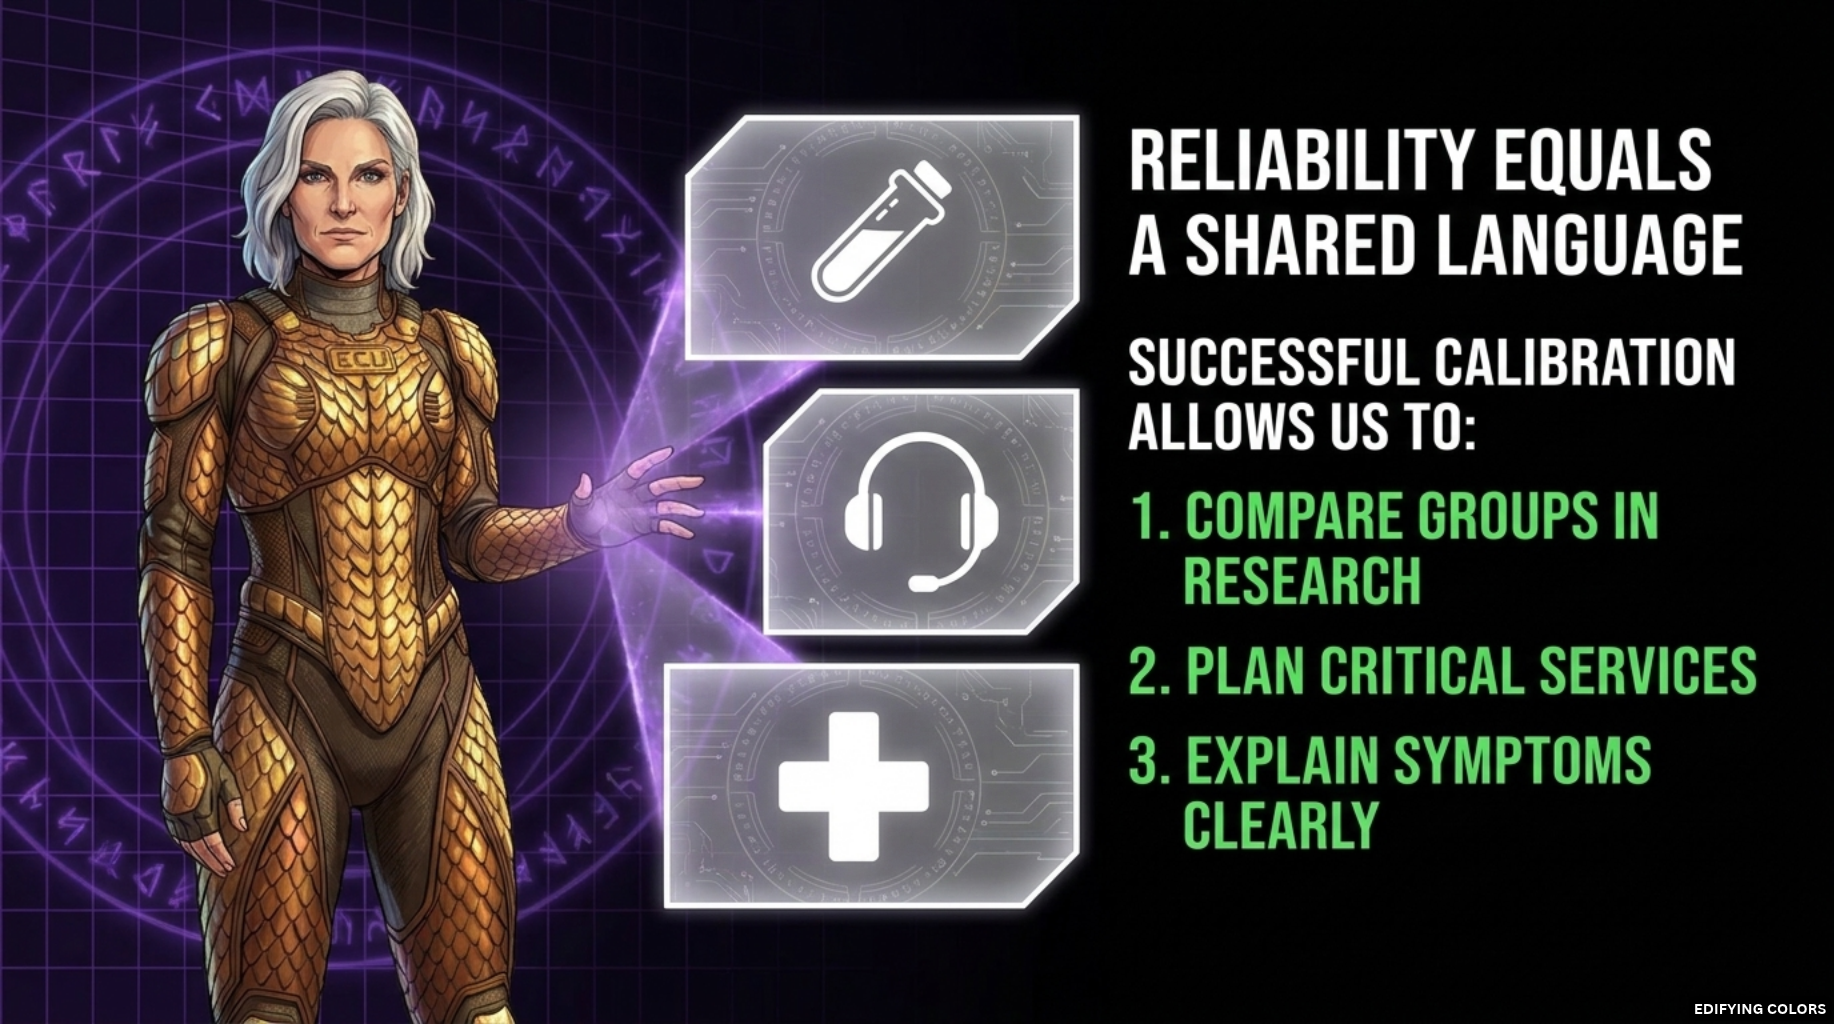 ECU
RELIABILITY EQUALS
A SHARED LANGUAGE
SUCCESSFUL CALIBRATION
ALLOWS US TO:
1. COMPARE GROUPS IN
RESEARCH
2. PLAN CRITICAL SERVICES
3. EXPLAIN SYMPTOMS
CLEARLY
EDIFYING COLORS